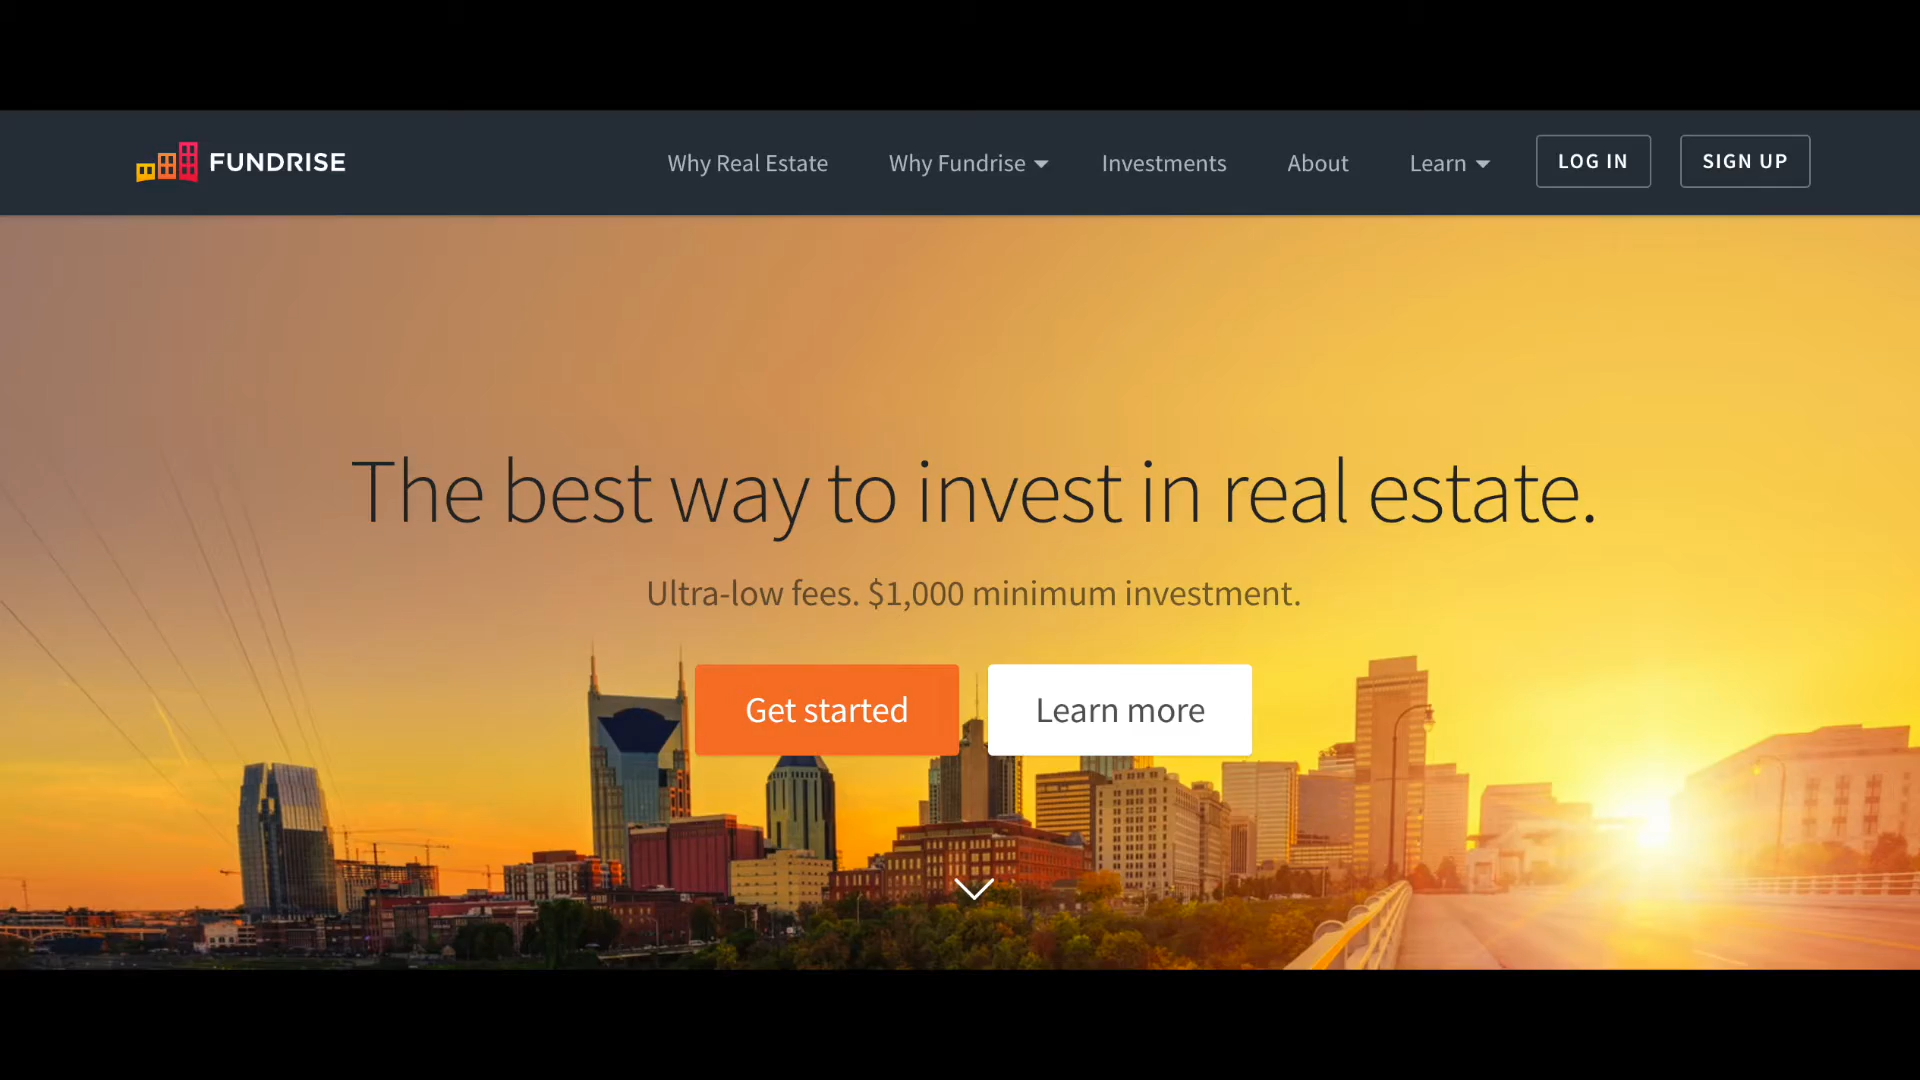 FUNDRISE
Why Real Estate
Why Fundrise
Investments
About
Learn
LOG IN
SIGN UP
The best way to invest in real estate.
Ultra-low fees. $1,000 minimum investment.
Get started
Learn more